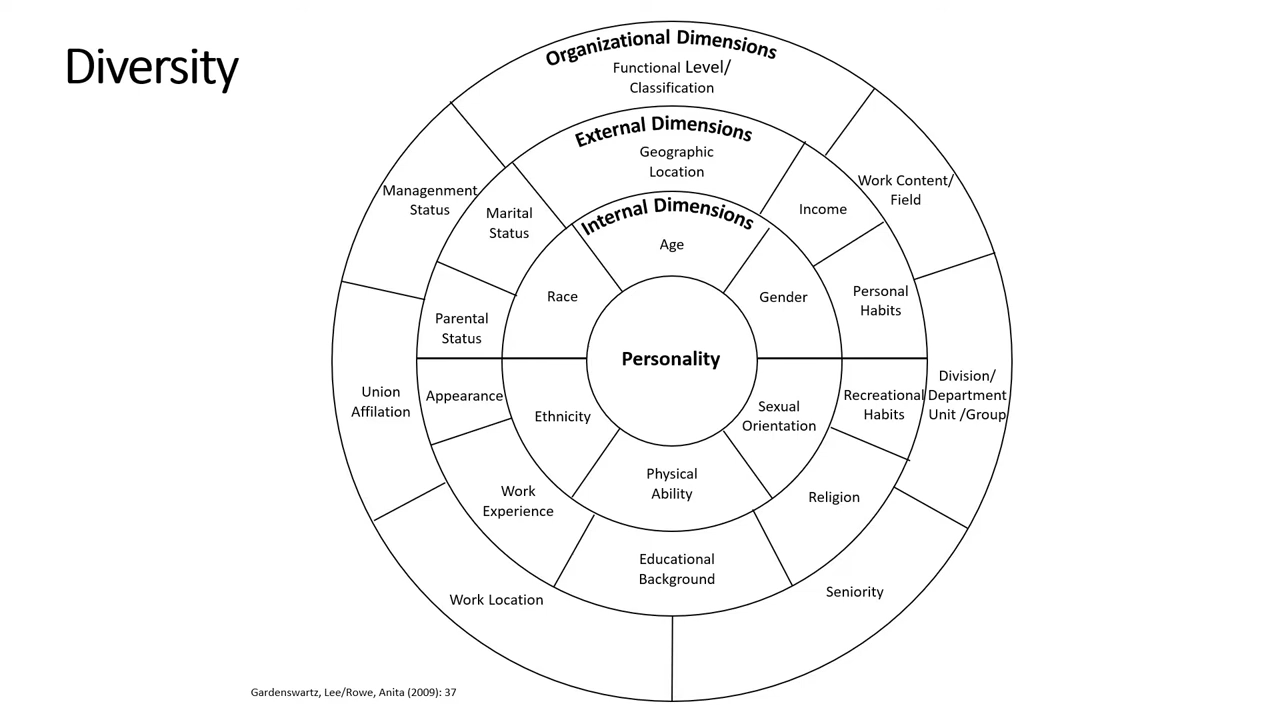 Diversity
Organizational Dimensions
Functional Level/
Classification
External Dimensions
Geographic
Location
Internal Dimensions
Age
Managenment
Status
Work Content/
Field
Marital
Status
Income
Race
Gender
Personal
Habits
Parental
Status
Personality
Union
Affilation
Appearance
Ethnicity
Sexual
Orientation
Recreational
Habits
Division/
Department
Unit /Group
Physical
Ability
Work
Experience
Religion
Educational
Background
Work Location
Seniority
Gardenswartz, Lee/Rowe, Anita (2009): 37